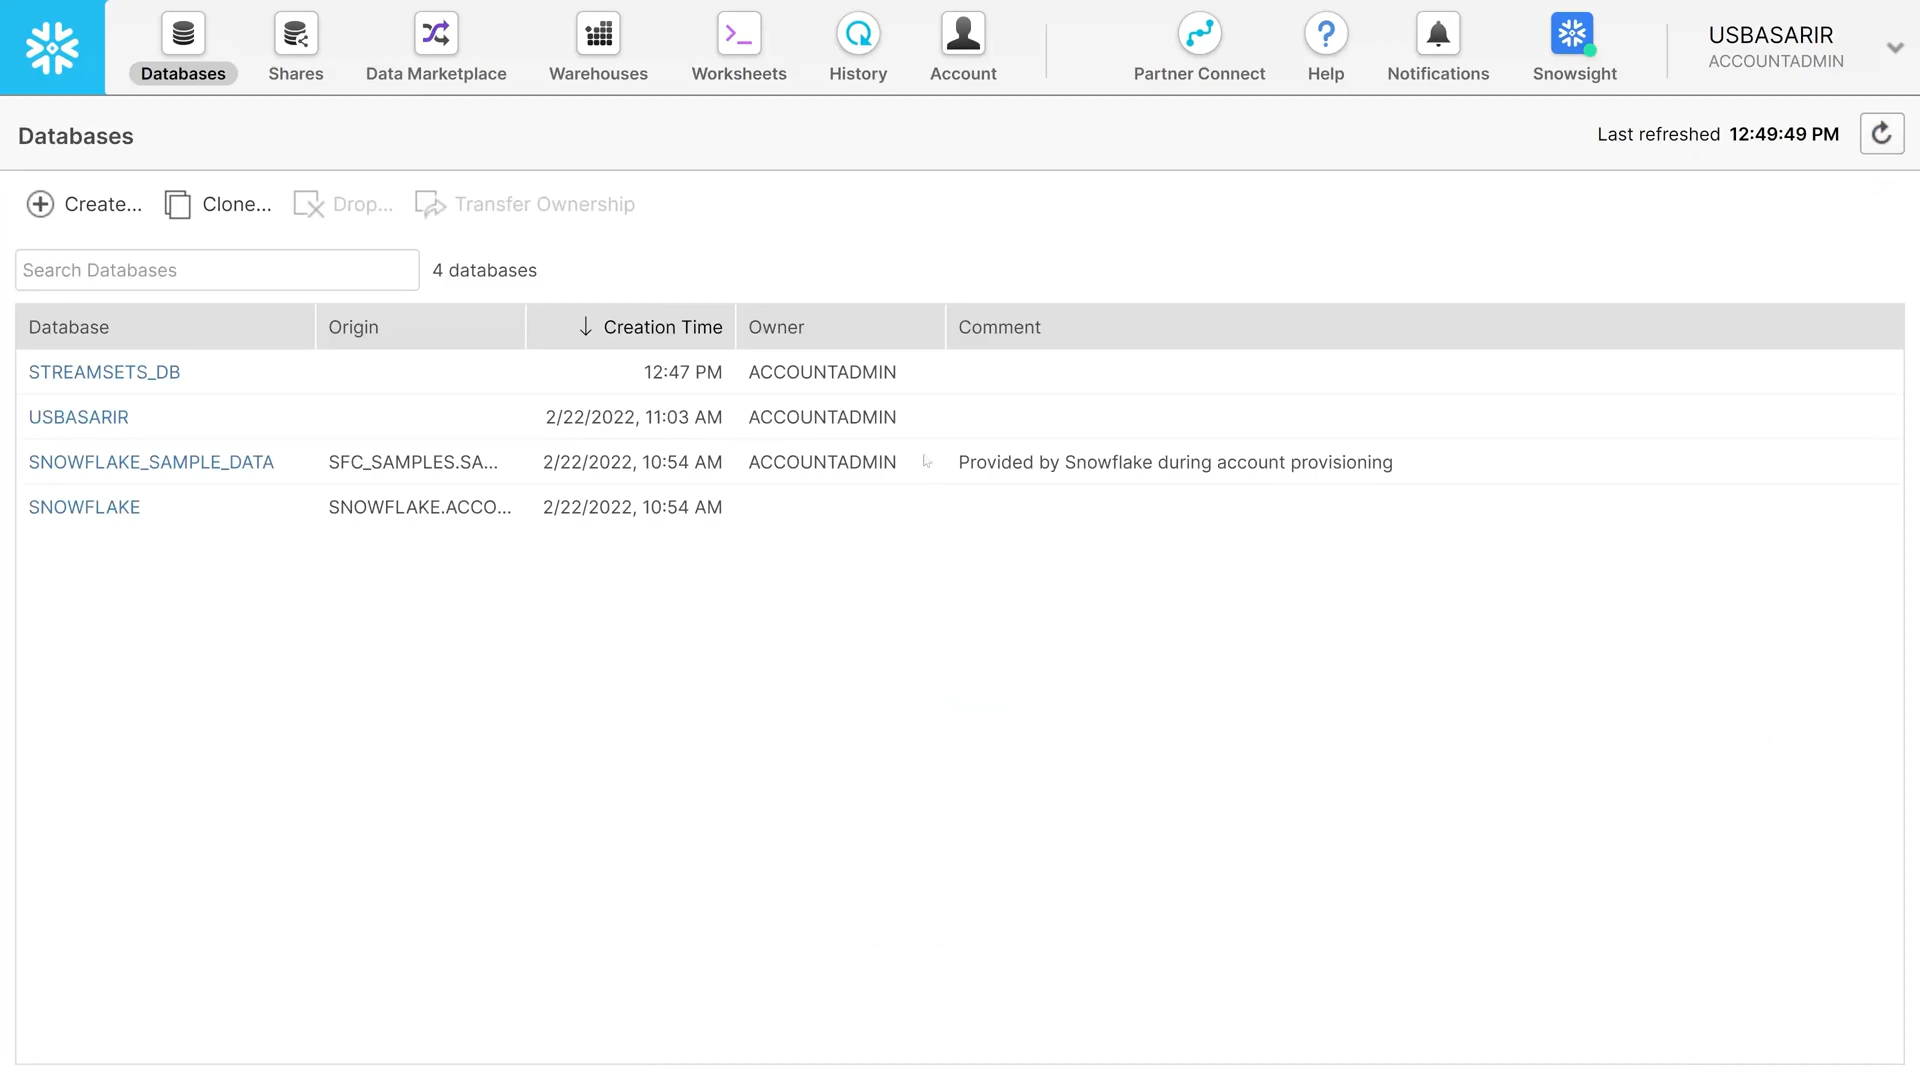 Databases
Shares
Data Marketplace
Warehouses
Worksheets
History
Account
Partner Connect
Help
Notifications
Snowsight
USBASARIR
ACCOUNTADMIN
Databases
Last refreshed 12:49:49 PM
Create... Clone... Drop... Transfer Ownership
Search Databases 4 databases
Database Origin ↓ Creation Time Owner Comment
STREAMSETS_DB 12:47 PM ACCOUNTADMIN
USBASARIR 2/22/2022, 11:03 AM ACCOUNTADMIN
SNOWFLAKE_SAMPLE_DATA SFC_SAMPLES.SA... 2/22/2022, 10:54 AM ACCOUNTADMIN Provided by Snowflake during account provisioning
SNOWFLAKE SNOWFLAKE.ACCO... 2/22/2022, 10:54 AM